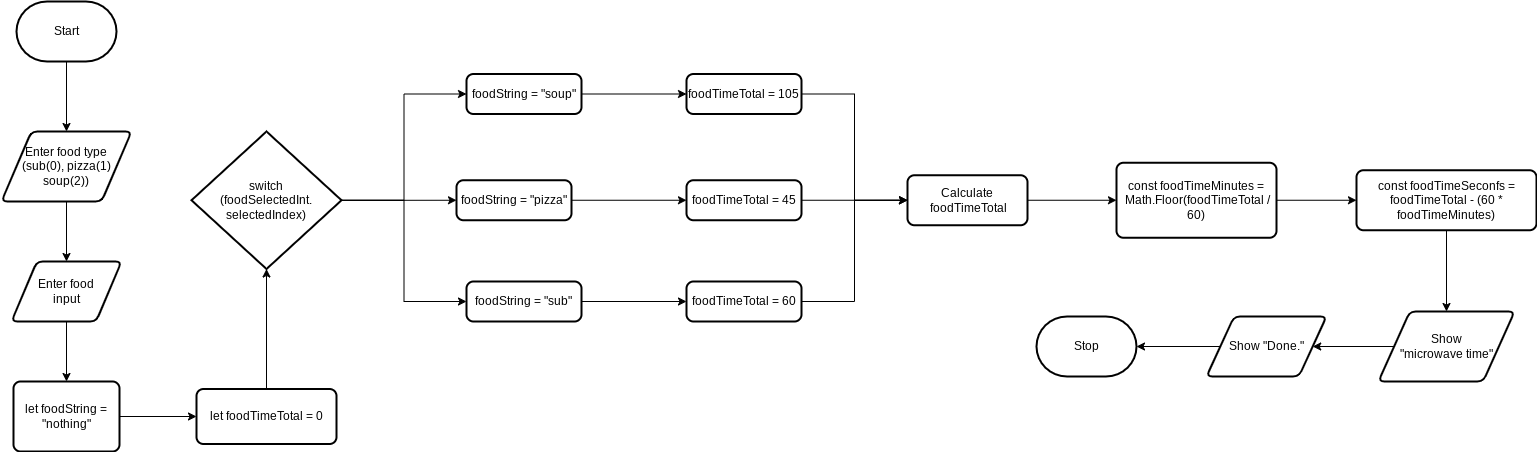 Start
Enter food type
(sub(0), pizza(1)
soup(2))
Enter food
input
let foodString =
"nothing"
let foodTimeTotal = 0
switch
(foodSelectedInt.
selectedIndex)
foodString = "soup"
foodTimeTotal = 105
foodString = "pizza"
foodTimeTotal = 45
foodString = "sub"
foodTimeTotal = 60
Calculate
foodTimeTotal
const foodTimeMinutes =
Math.Floor(foodTimeTotal /
60)
const foodTimeSeconfs =
foodTimeTotal - (60 *
foodTimeMinutes)
Show
"microwave time"
Show "Done."
Stop